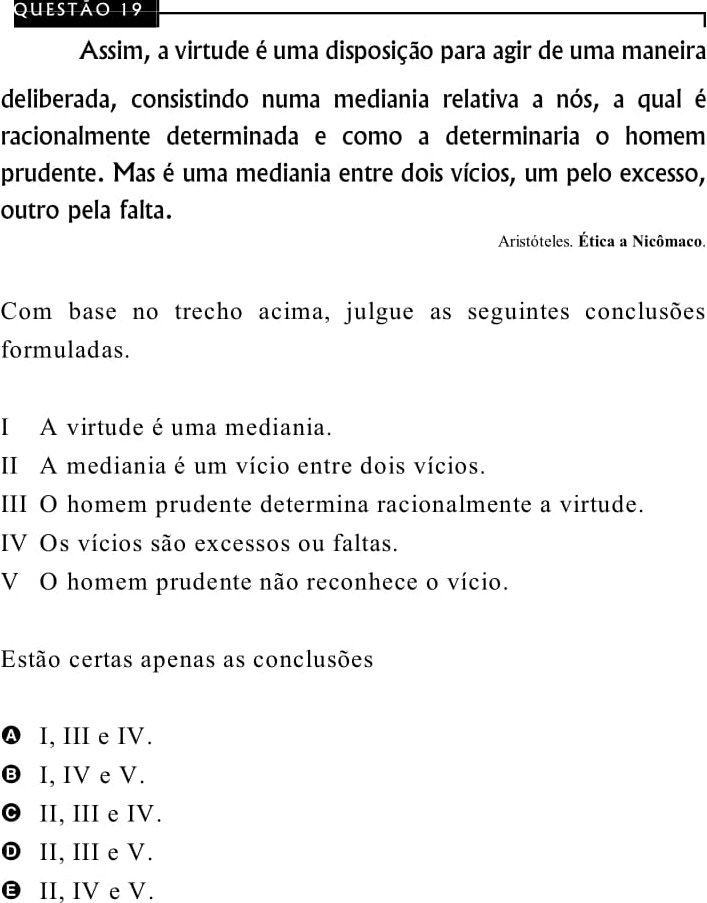 QUESTÃO 19
Assim, a virtude é uma disposição para agir de uma maneira
deliberada, consistindo numa mediania relativa a nós, a qual é
racionalmente determinada e como a determinaria o homem
prudente. Mas é uma mediania entre dois vícios, um pelo excesso,
outro pela falta.
Aristóteles. Ética a Nicômaco.
Com base no trecho acima, julgue as seguintes conclusões
formuladas.
I A virtude é uma mediania.
II A mediania é um vício entre dois vícios.
III O homem prudente determina racionalmente a virtude.
IV Os vícios são excessos ou faltas.
V O homem prudente não reconhece o vício.
Estão certas apenas as conclusões
A I, III e IV.
B I, IV e V.
C II, III e IV.
D II, III e V.
E II, IV e V.